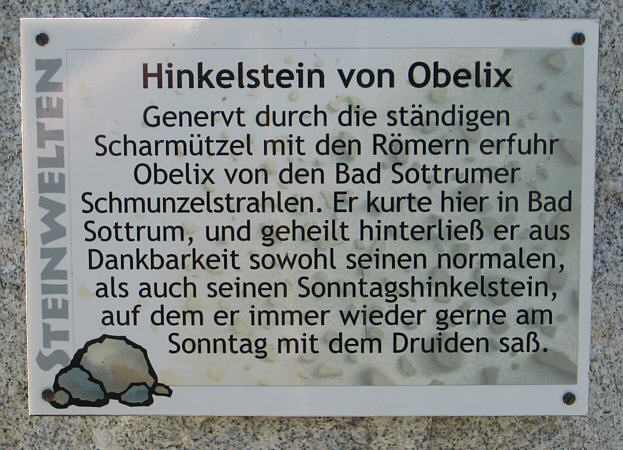 STEINWELTEN
Hinkelstein von Obelix
Genervt durch die ständigen
Scharmützel mit den Römern erfuhr
Obelix von den Bad Sottrumer
Schmunzelstrahlen. Er kurte hier in Bad
Sottrum, und geheilt hinterließ er aus
Dankbarkeit sowohl seinen normalen,
als auch seinen Sonntagshinkelstein,
auf dem er immer wieder gerne am
Sonntag mit dem Druiden saß.